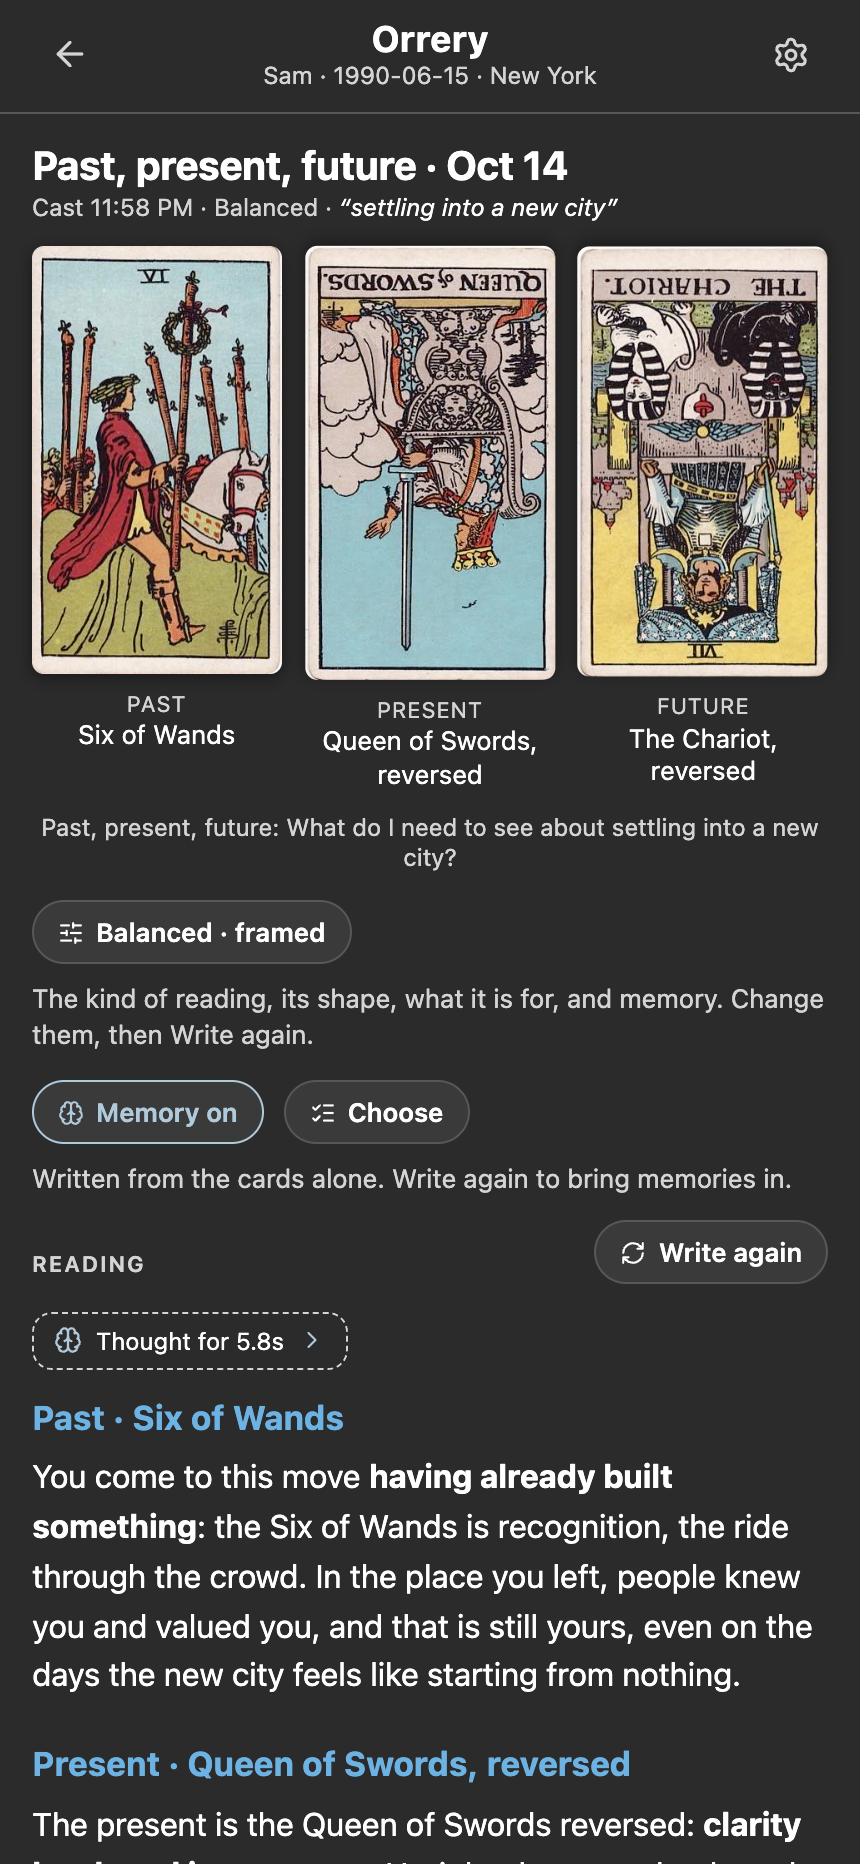 Orrery
Sam · 1990-06-15 · New York
Past, present, future · Oct 14
Cast 11:58 PM · Balanced · “settling into a new city”
VI
QUEEN of SWORDS.
THE CHARIOT.
VII
PAST
Six of Wands
PRESENT
Queen of Swords,
reversed
FUTURE
The Chariot,
reversed
Past, present, future: What do I need to see about settling into a new
city?
Balanced · framed
The kind of reading, its shape, what it is for, and memory. Change
them, then Write again.
Memory on
Choose
Written from the cards alone. Write again to bring memories in.
READING
Write again
Thought for 5.8s
Past · Six of Wands
You come to this move having already built
something: the Six of Wands is recognition, the ride
through the crowd. In the place you left, people knew
you and valued you, and that is still yours, even on the
days the new city feels like starting from nothing.
Present · Queen of Swords, reversed
The present is the Queen of Swords reversed: clarity